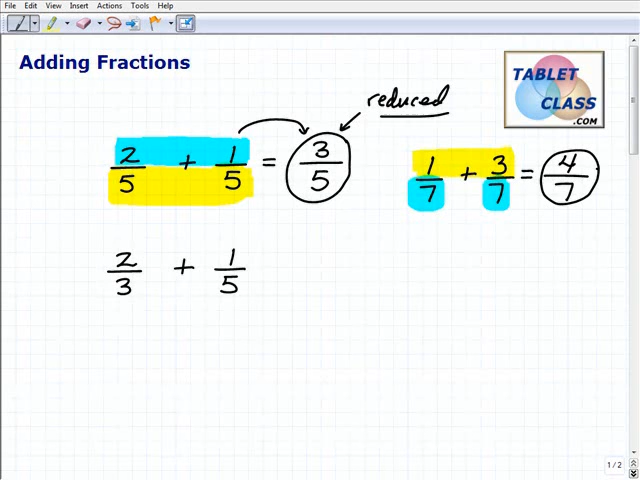 File Edit View Insert Actions Tools Help
Adding Fractions
reduced
TABLET
CLASS
.COM
2/5 + 1/5 = 3/5
1/7 + 3/7 = 4/7
2/3 + 1/5
1/2